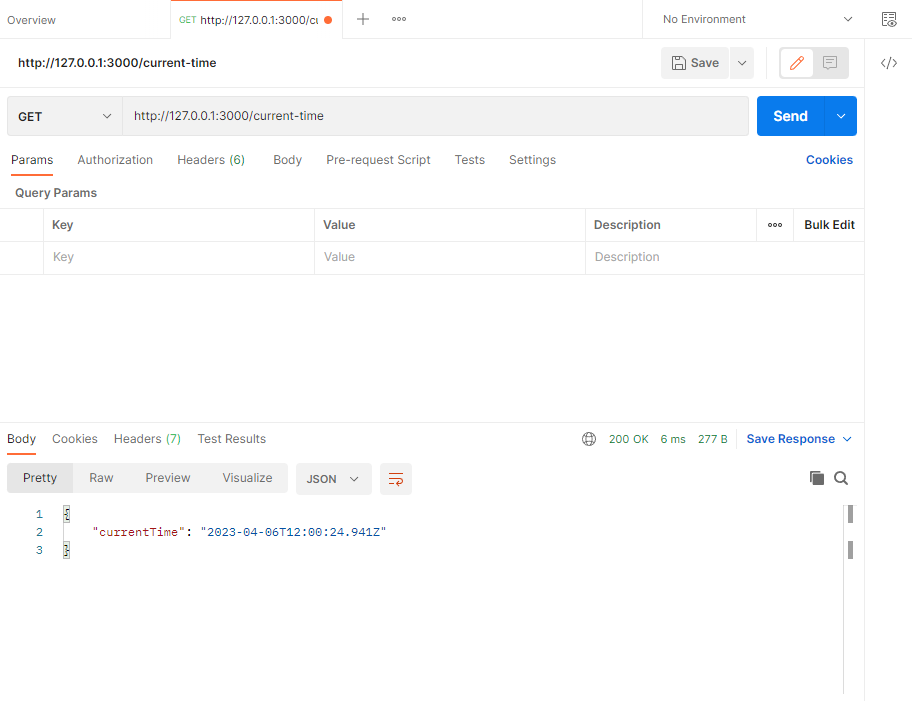 Overview
GET http://127.0.0.1:3000/cu
No Environment
http://127.0.0.1:3000/current-time
Save
GET
http://127.0.0.1:3000/current-time
Send
Params Authorization Headers (6) Body Pre-request Script Tests Settings Cookies
Query Params
Key Value Description Bulk Edit
Key Value Description
Body Cookies Headers (7) Test Results 200 OK 6 ms 277 B Save Response
Pretty Raw Preview Visualize JSON
1 {
2 "currentTime": "2023-04-06T12:00:24.941Z"
3 }